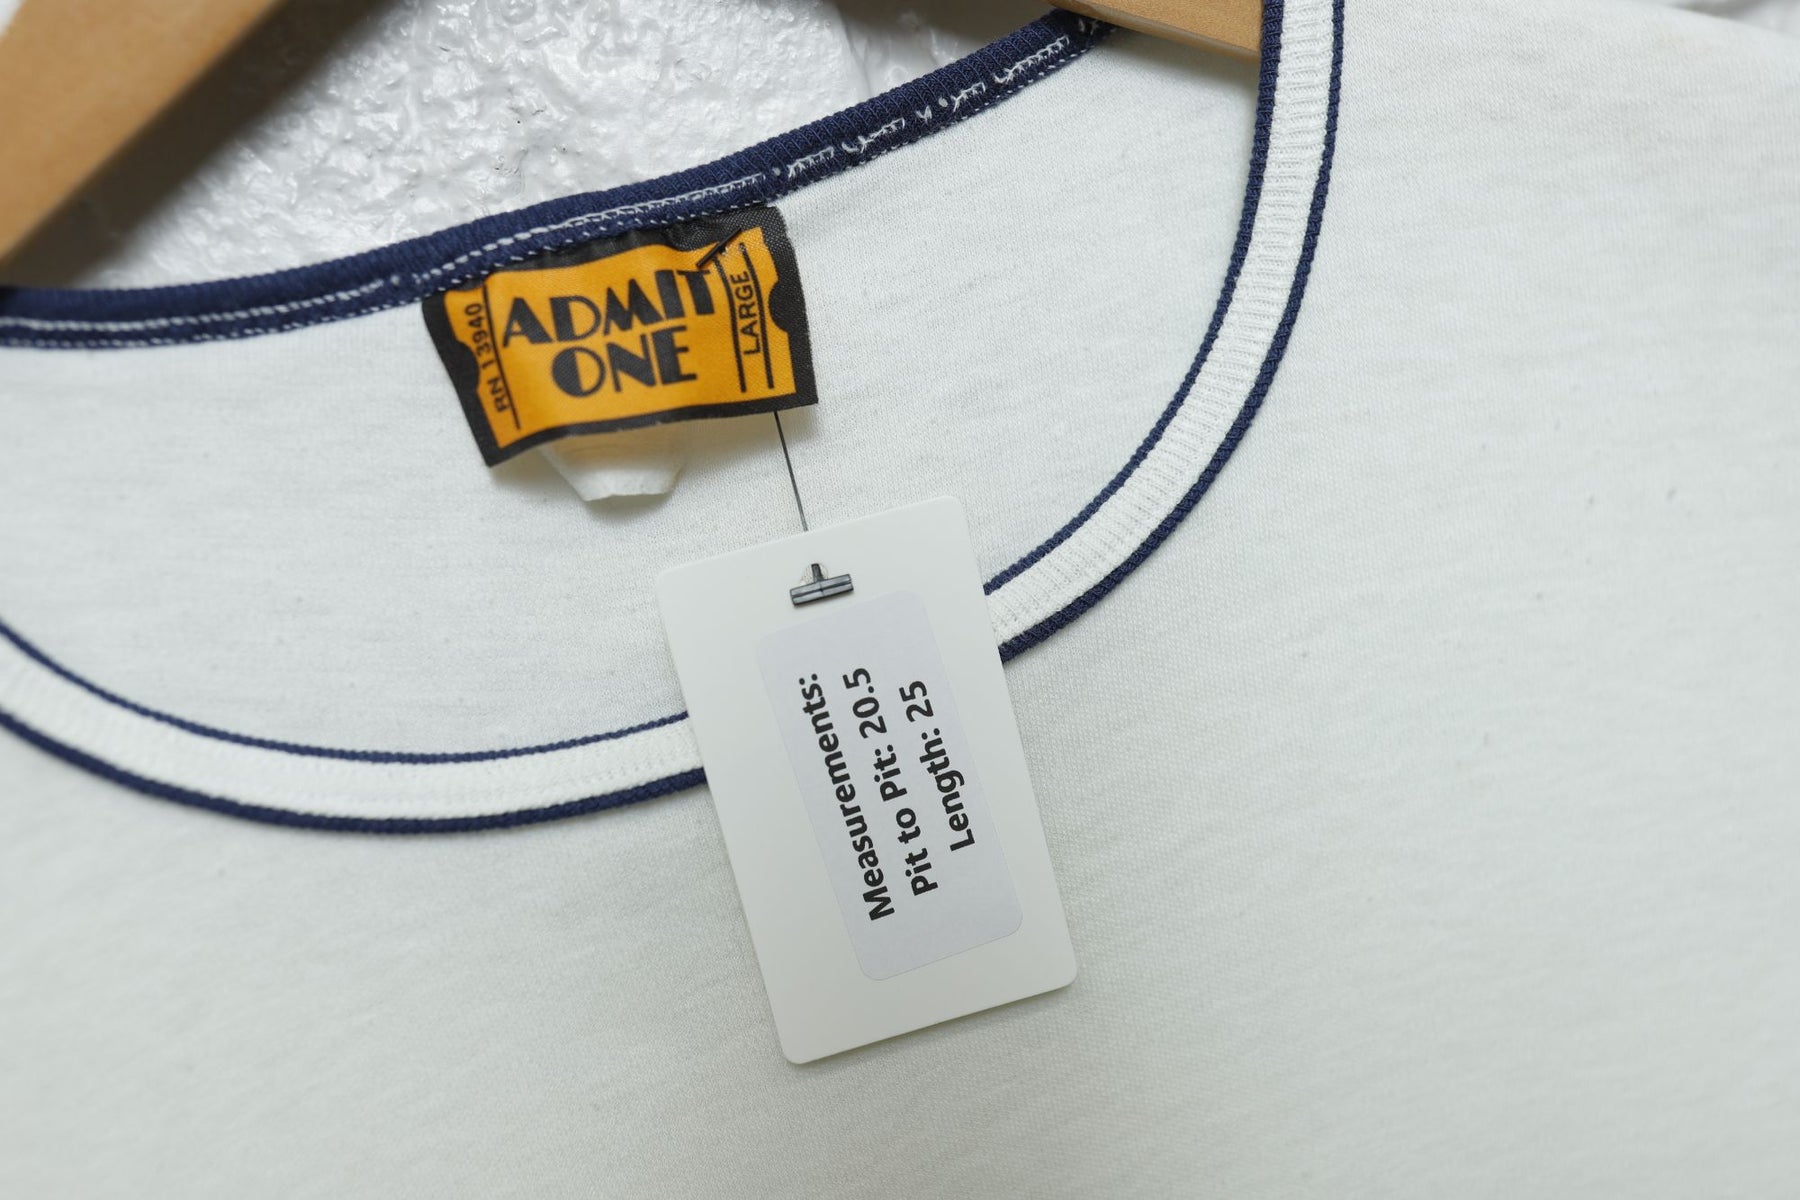 RN 13940
ADMIT
ONE
LARGE
Measurements:
Pit to Pit: 20.5
Length: 25